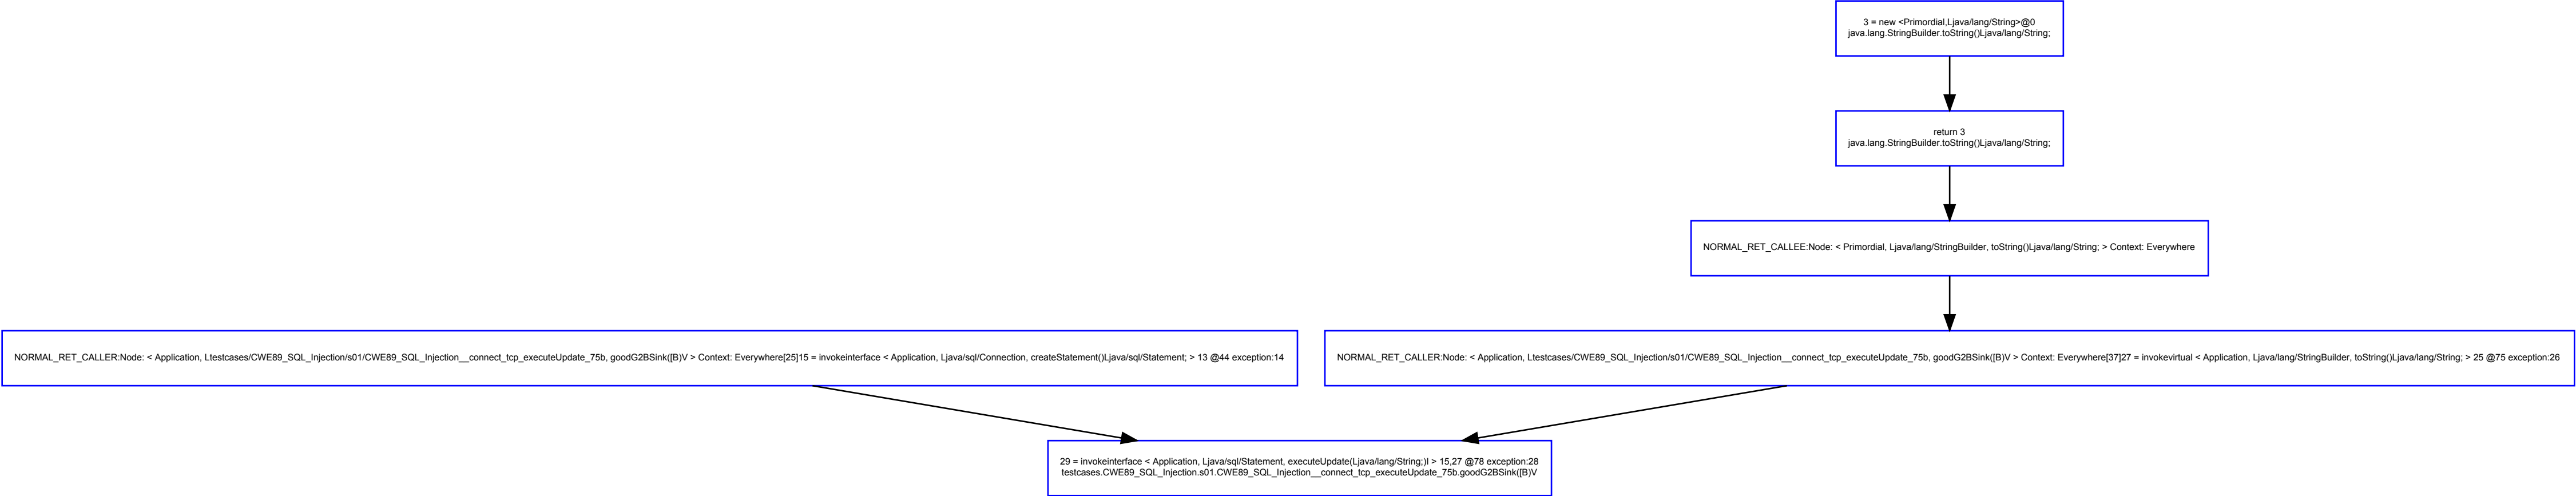 3 = new <Primordial,Ljava/lang/String>@0
java.lang.StringBuilder.toString()Ljava/lang/String;
return 3
java.lang.StringBuilder.toString()Ljava/lang/String;
NORMAL_RET_CALLEE:Node: < Primordial, Ljava/lang/StringBuilder, toString()Ljava/lang/String; > Context: Everywhere
NORMAL_RET_CALLER:Node: < Application, Ltestcases/CWE89_SQL_Injection/s01/CWE89_SQL_Injection__connect_tcp_executeUpdate_75b, goodG2BSink([B)V > Context: Everywhere[25]15 = invokeinterface < Application, Ljava/sql/Connection, createStatement()Ljava/sql/Statement; > 13 @44 exception:14
NORMAL_RET_CALLER:Node: < Application, Ltestcases/CWE89_SQL_Injection/s01/CWE89_SQL_Injection__connect_tcp_executeUpdate_75b, goodG2BSink([B)V > Context: Everywhere[37]27 = invokevirtual < Application, Ljava/lang/StringBuilder, toString()Ljava/lang/String; > 25 @75 exception:26
29 = invokeinterface < Application, Ljava/sql/Statement, executeUpdate(Ljava/lang/String;)I > 15,27 @78 exception:28
testcases.CWE89_SQL_Injection.s01.CWE89_SQL_Injection__connect_tcp_executeUpdate_75b.goodG2BSink([B)V